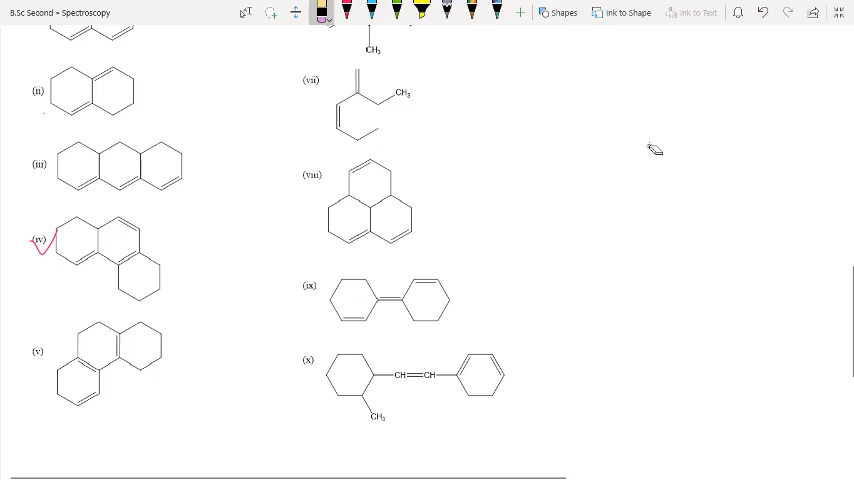 B.Sc Second » Spectroscopy
Shapes
Ink to Shape
Ink to Text
CH3
(ii)
(iii)
(iv)
(v)
(vii)
CH3
(viii)
(ix)
(x)
CH=CH
CH3